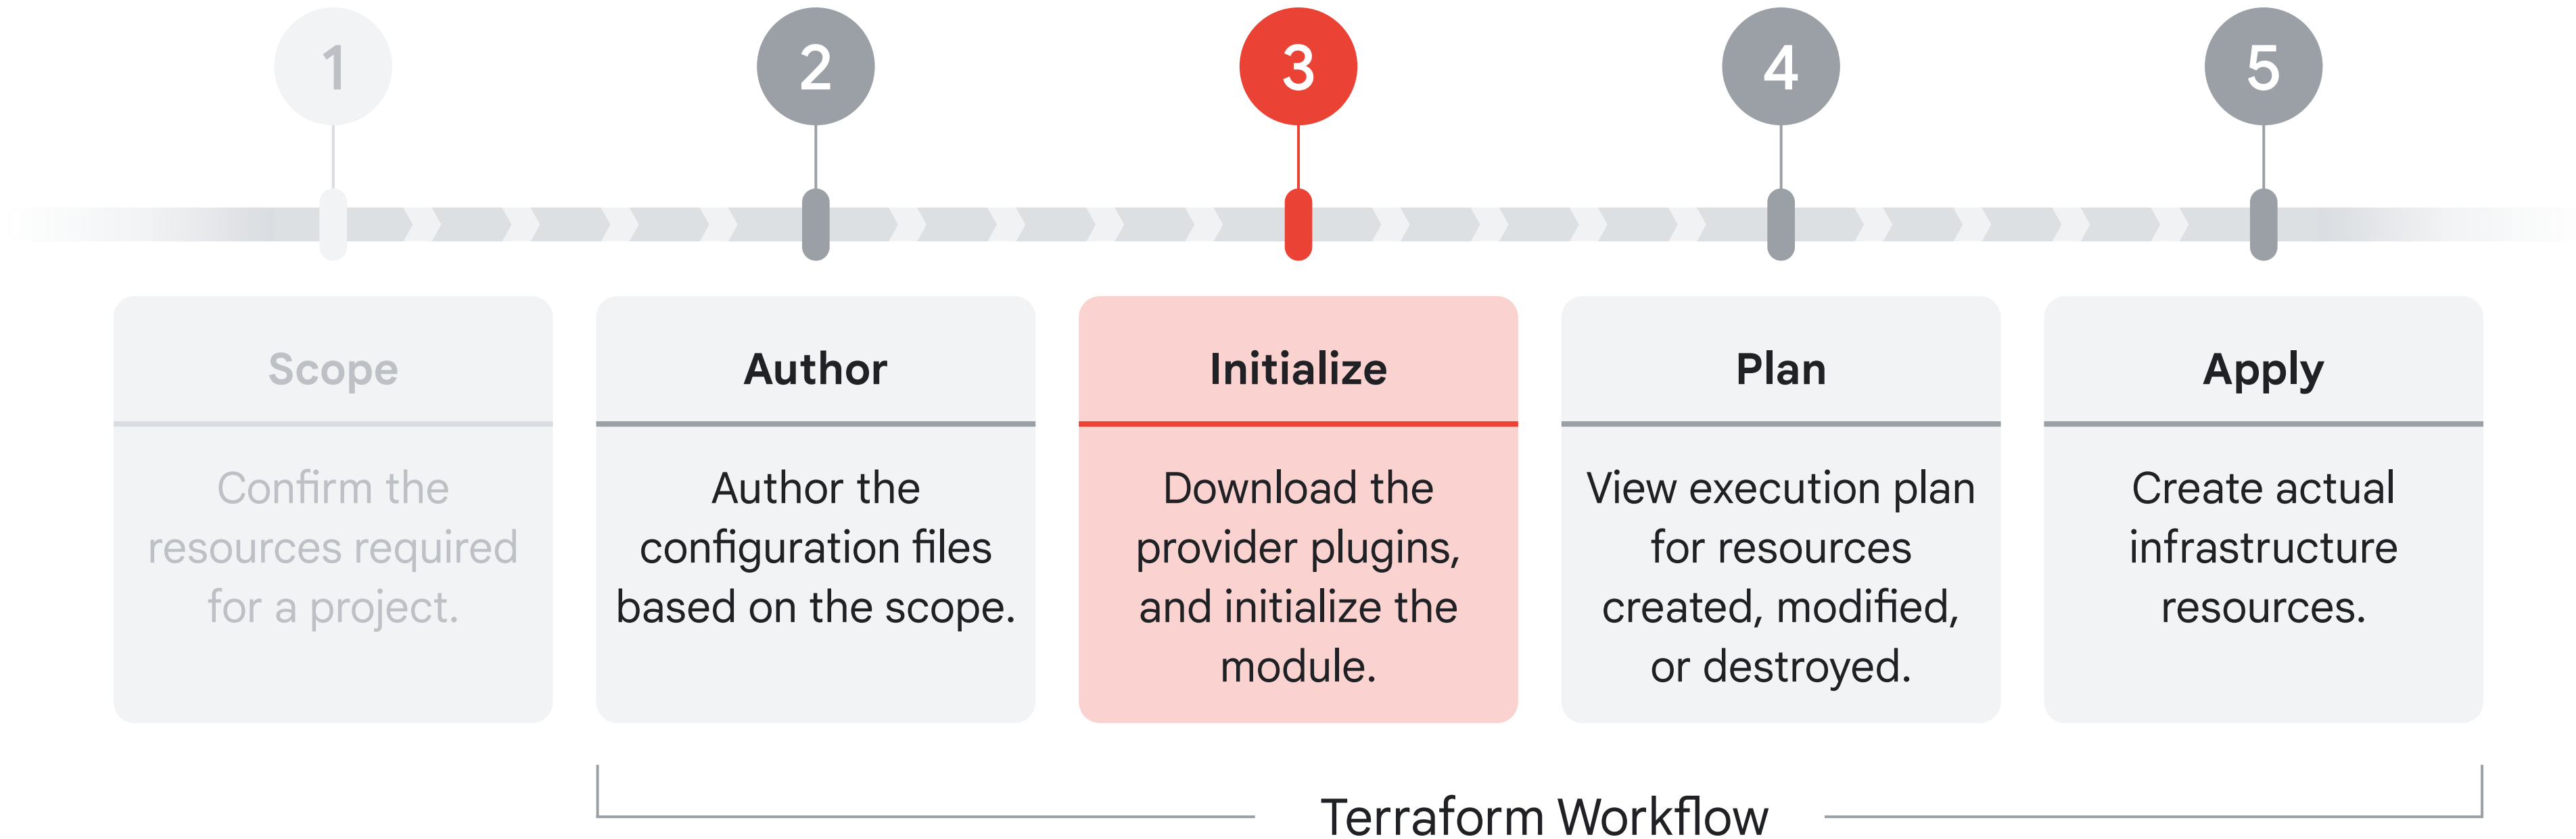 1
2
3
4
5
Scope
Confirm the
resources required
for a project.
Author
Author the
configuration files
based on the scope.
Initialize
Download the
provider plugins,
and initialize the
module.
Plan
View execution plan
for resources
created, modified,
or destroyed.
Apply
Create actual
infrastructure
resources.
Terraform Workflow